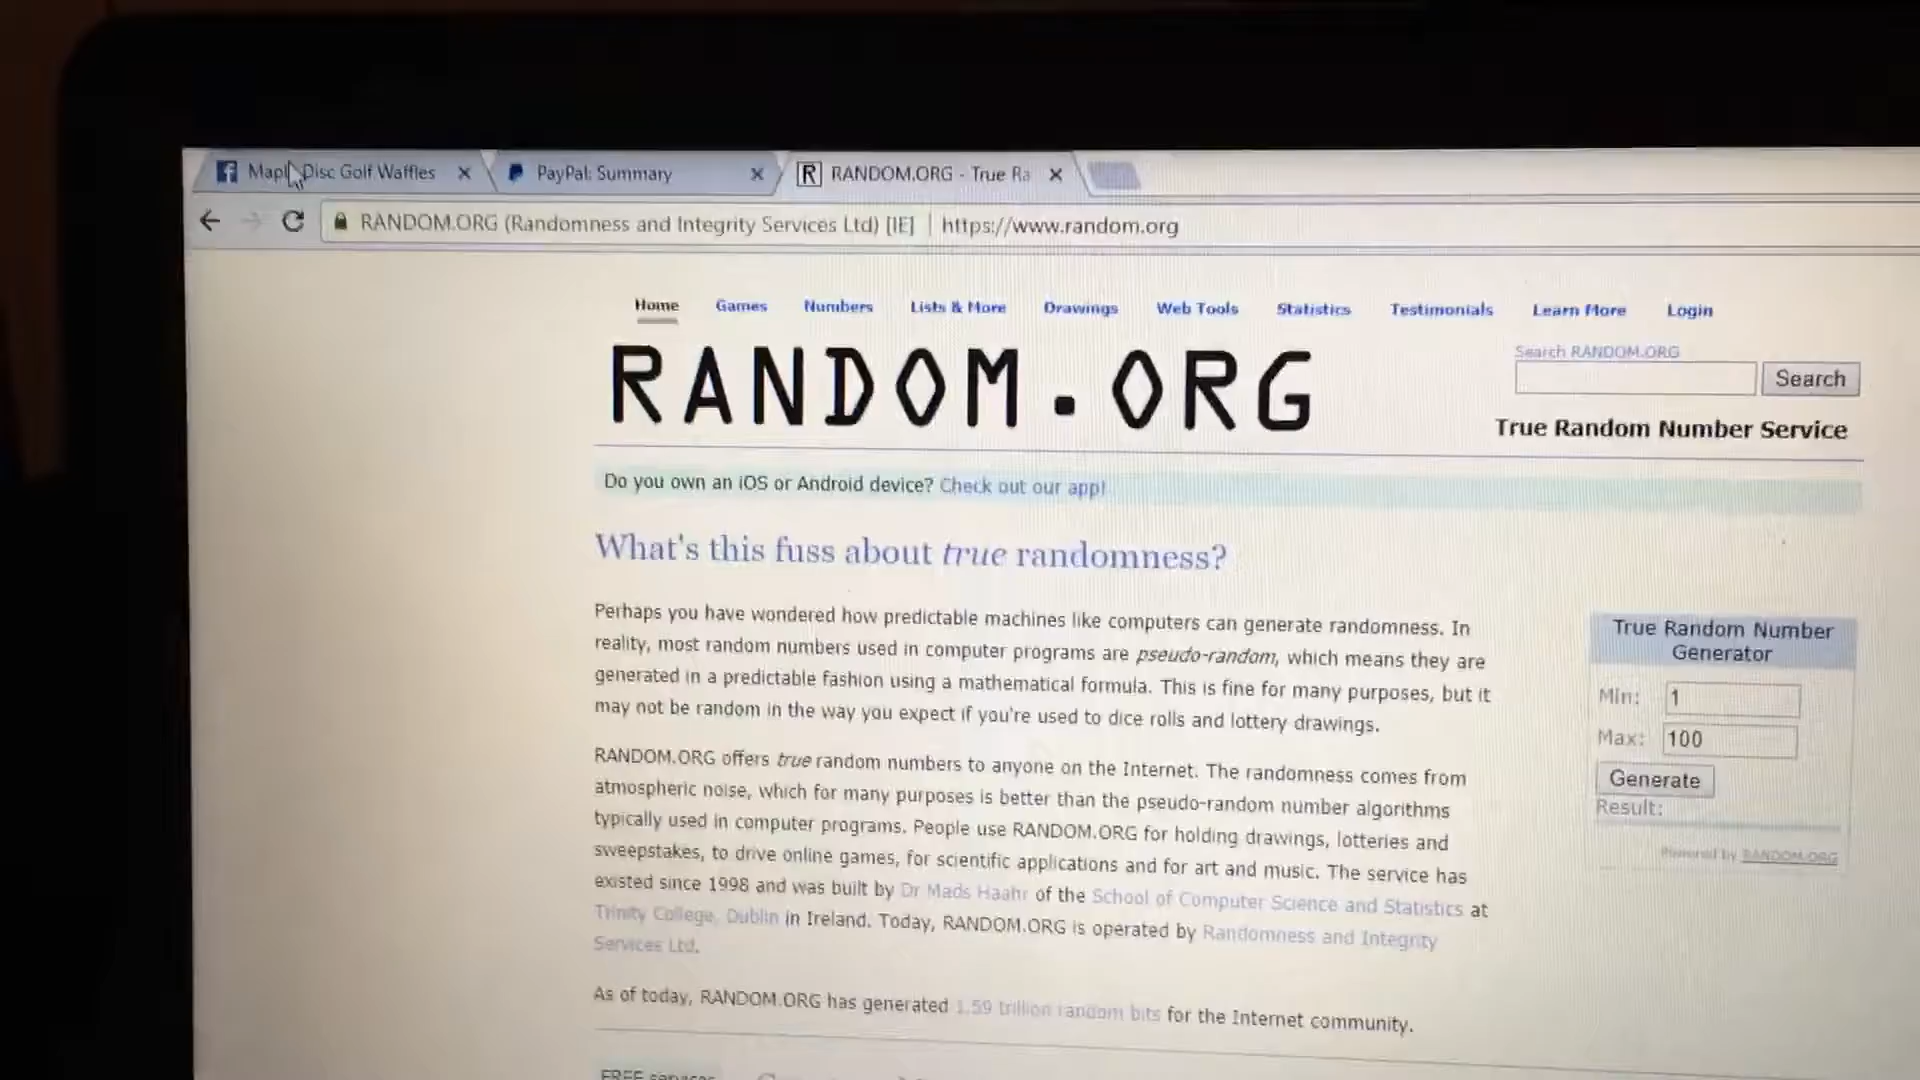 Mapl Disc Golf Waffles
PayPal: Summary
RANDOM.ORG - True Ra
RANDOM.ORG (Randomness and Integrity Services Ltd) [IE] | https://www.random.org
Home Games Numbers Lists & More Drawings Web Tools Statistics Testimonials Learn More Login
RANDOM.ORG
Search RANDOM.ORG
Search
True Random Number Service
Do you own an iOS or Android device? Check out our app!
What's this fuss about true randomness?
Perhaps you have wondered how predictable machines like computers can generate randomness. In
reality, most random numbers used in computer programs are pseudo-random, which means they are
generated in a predictable fashion using a mathematical formula. This is fine for many purposes, but it
may not be random in the way you expect if you're used to dice rolls and lottery drawings.
RANDOM.ORG offers true random numbers to anyone on the Internet. The randomness comes from
atmospheric noise, which for many purposes is better than the pseudo-random number algorithms
typically used in computer programs. People use RANDOM.ORG for holding drawings, lotteries and
sweepstakes, to drive online games, for scientific applications and for art and music. The service has
existed since 1998 and was built by Dr Mads Haahr of the School of Computer Science and Statistics at
Trinity College, Dublin in Ireland. Today, RANDOM.ORG is operated by Randomness and Integrity
Services Ltd.
As of today, RANDOM.ORG has generated 1.59 trillion random bits for the Internet community.
True Random Number
Generator
Min: 1
Max: 100
Generate
Result:
Powered by RANDOM.ORG
FREE services